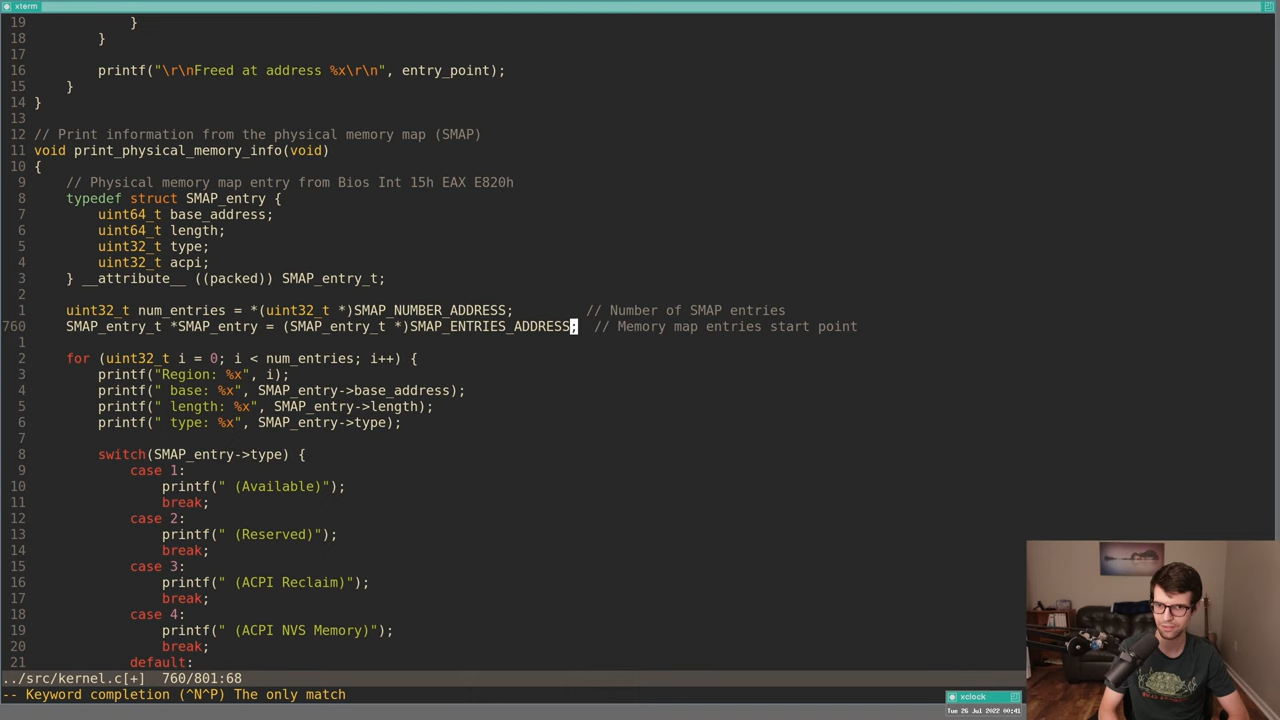 xterm
19             }
18         }
17
16         printf("\r\nFreed at address %x\r\n", entry_point);
15     }
14 }
13
12 // Print information from the physical memory map (SMAP)
11 void print_physical_memory_info(void)
10 {
9     // Physical memory map entry from Bios Int 15h EAX E820h
8     typedef struct SMAP_entry {
7         uint64_t base_address;
6         uint64_t length;
5         uint32_t type;
4         uint32_t acpi;
3     } __attribute__ ((packed)) SMAP_entry_t;
2
1     uint32_t num_entries = *(uint32_t *)SMAP_NUMBER_ADDRESS;         // Number of SMAP entries
760     SMAP_entry_t *SMAP_entry = (SMAP_entry_t *)SMAP_ENTRIES_ADDRESS;  // Memory map entries start point
1
2     for (uint32_t i = 0; i < num_entries; i++) {
3         printf("Region: %x", i);
4         printf(" base: %x", SMAP_entry->base_address);
5         printf(" length: %x", SMAP_entry->length);
6         printf(" type: %x", SMAP_entry->type);
7
8         switch(SMAP_entry->type) {
9             case 1:
10                 printf(" (Available)");
11                 break;
12             case 2:
13                 printf(" (Reserved)");
14                 break;
15             case 3:
16                 printf(" (ACPI Reclaim)");
17                 break;
18             case 4:
19                 printf(" (ACPI NVS Memory)");
20                 break;
21             default:
../src/kernel.c[+]  760/801:68
-- Keyword completion (^N^P) The only match
xclock
Tue 26 Jul 2022 00:41